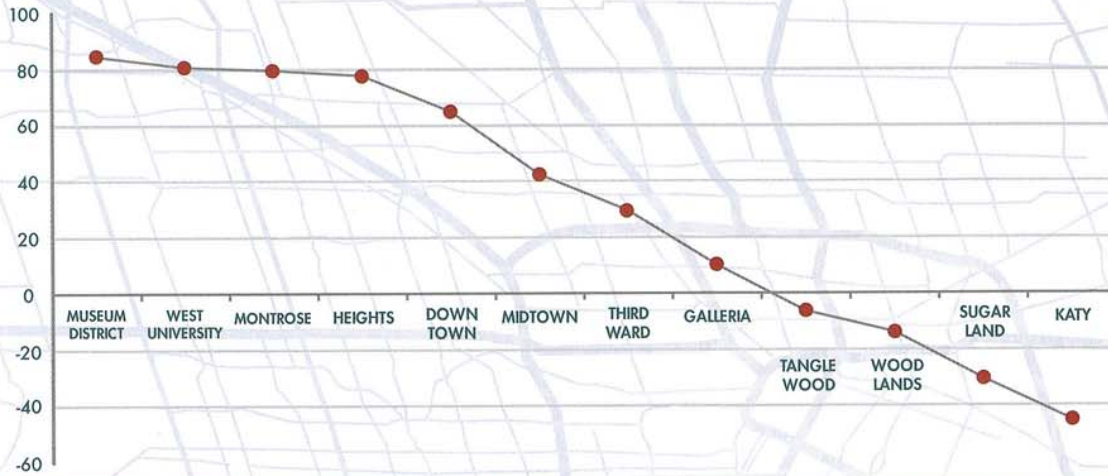 100
80
60
40
20
0
-20
-40
-60
MUSEUM
DISTRICT
WEST
UNIVERSITY
MONTROSE
HEIGHTS
DOWN
TOWN
MIDTOWN
THIRD
WARD
GALLERIA
TANGLE
WOOD
WOOD
LANDS
SUGAR
LAND
KATY